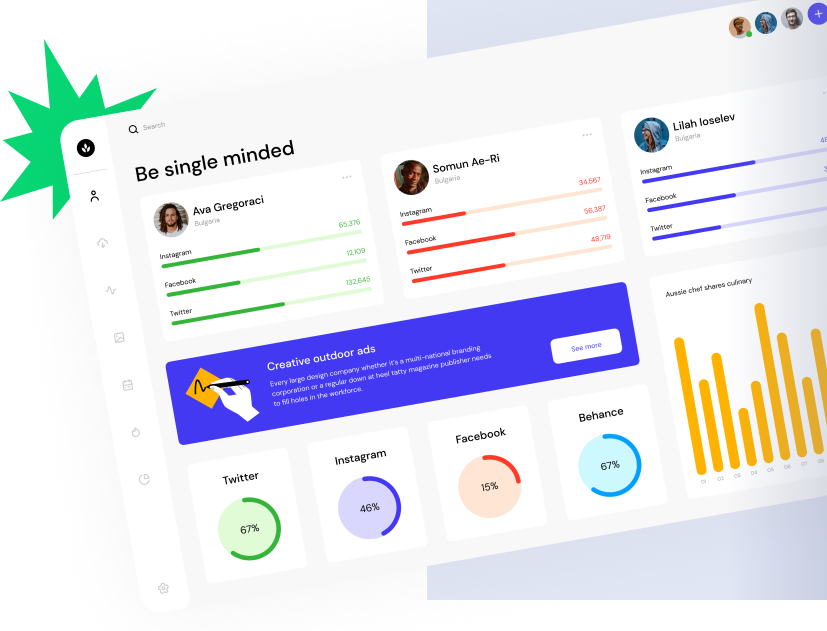 Search
Be single minded
Ava Gregoraci
Bulgaria
Instagram
65,376
Facebook
12,109
Twitter
132,645
Somun Ae-Ri
Bulgaria
Instagram
34,667
Facebook
56,387
Twitter
48,719
Lilah Ioselev
Bulgaria
Instagram
Facebook
Twitter
Creative outdoor ads
Every large design company whether it's a multi-national branding
corporation or a regular down at heel tatty magazine publisher needs
to fill holes in the workforce.
See more
Aussie chef shares culinary
01 02 03 04 05 06 07 08
Twitter
67%
Instagram
46%
Facebook
15%
Behance
67%